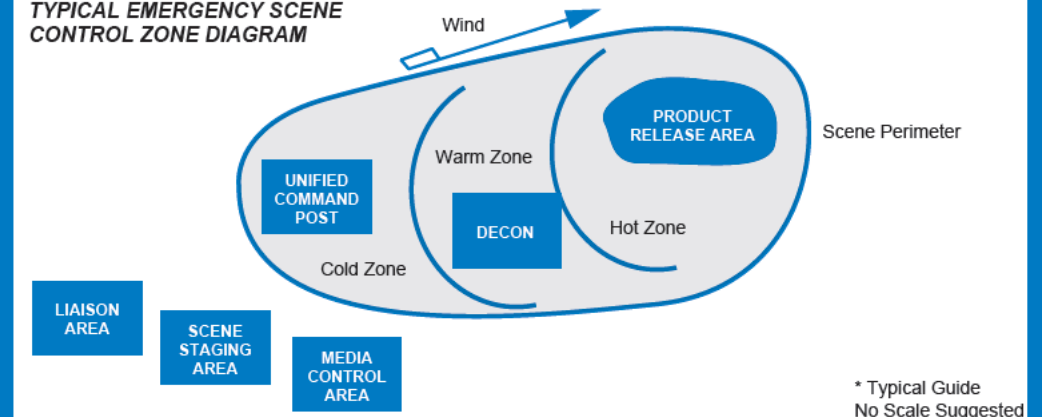 TYPICAL EMERGENCY SCENE
CONTROL ZONE DIAGRAM
Wind
PRODUCT
RELEASE AREA
Scene Perimeter
Warm Zone
UNIFIED
COMMAND
POST
DECON
Hot Zone
Cold Zone
LIAISON
AREA
SCENE
STAGING
AREA
MEDIA
CONTROL
AREA
* Typical Guide
No Scale Suggested